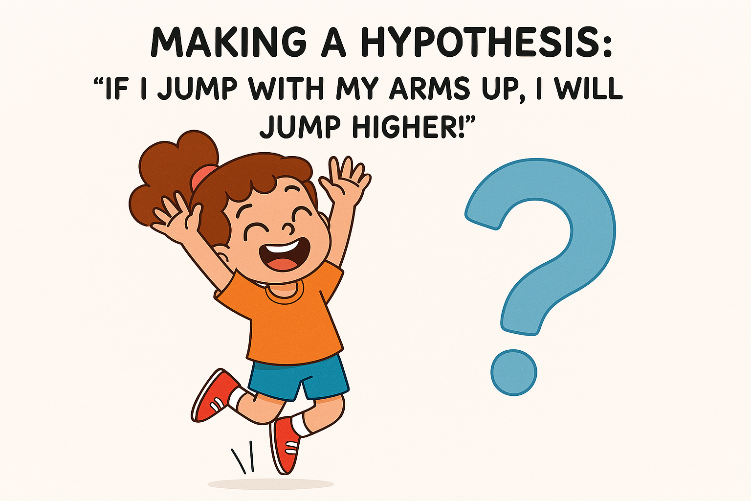 MAKING A HYPOTHESIS:
“IF I JUMP WITH MY ARMS UP, I WILL
JUMP HIGHER!”
?